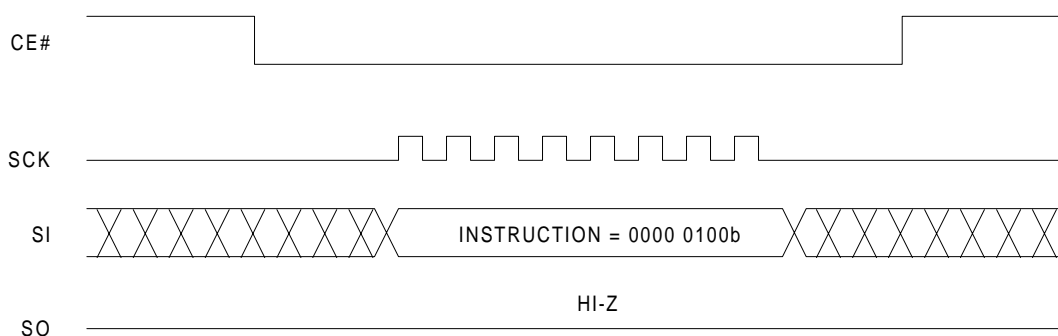 CE#
SCK
SI
INSTRUCTION = 0000 0100b
HI-Z
SO